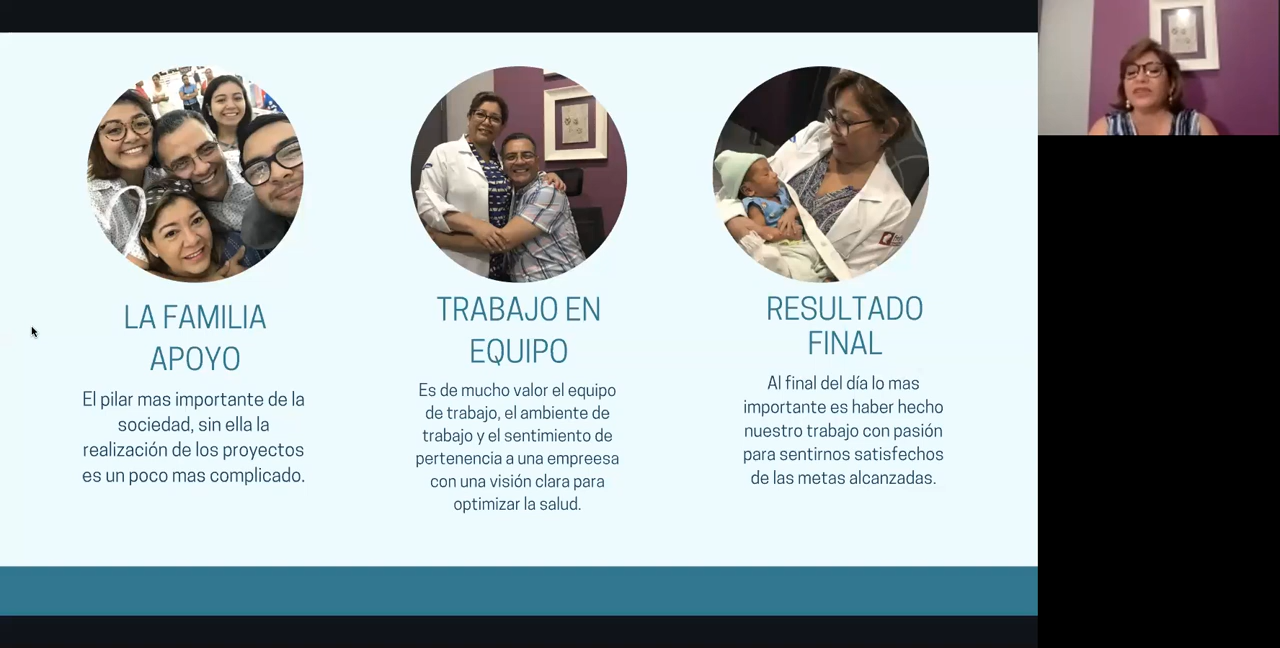 LA FAMILIA
APOYO
El pilar mas importante de la
sociedad, sin ella la
realización de los proyectos
es un poco mas complicado.
TRABAJO EN
EQUIPO
Es de mucho valor el equipo
de trabajo, el ambiente de
trabajo y el sentimiento de
pertenencia a una empreesa
con una visión clara para
optimizar la salud.
RESULTADO
FINAL
Al final del día lo mas
importante es haber hecho
nuestro trabajo con pasión
para sentirnos satisfechos
de las metas alcanzadas.